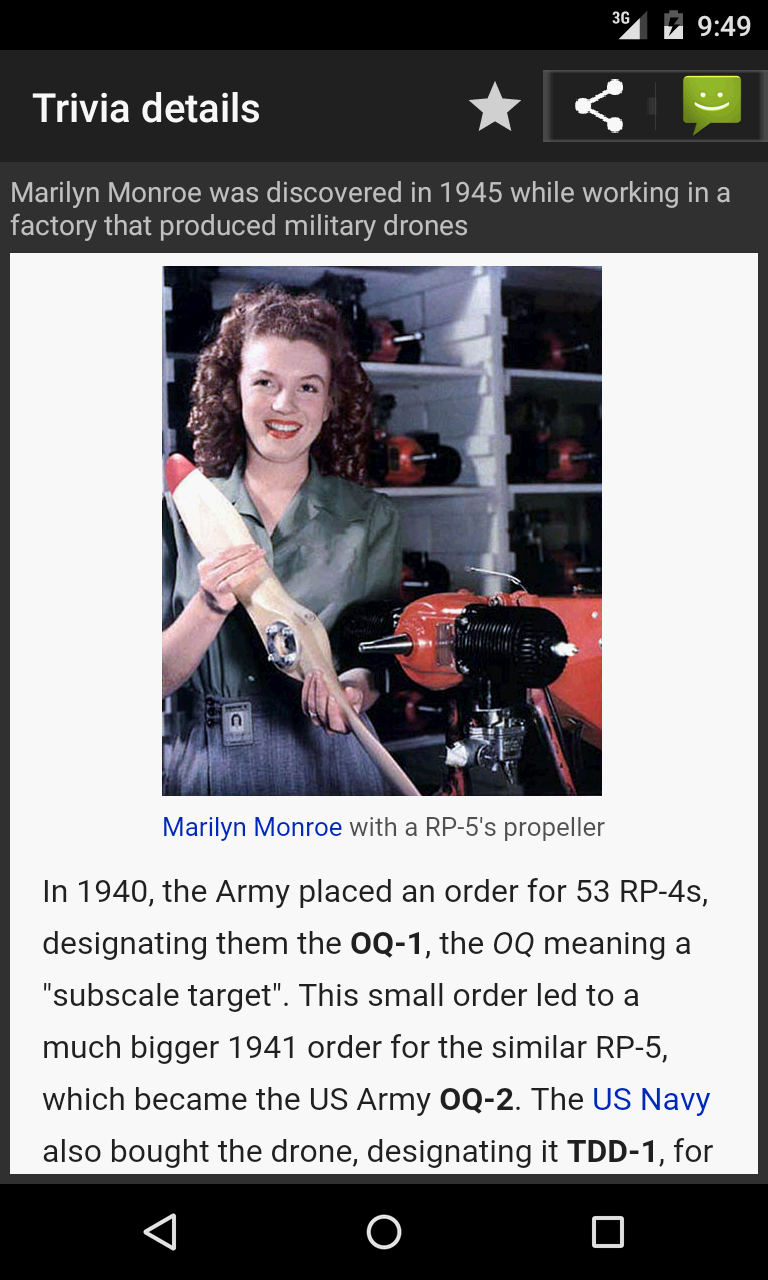 3G 9:49
Trivia details
Marilyn Monroe was discovered in 1945 while working in a
factory that produced military drones
Marilyn Monroe with a RP-5's propeller
In 1940, the Army placed an order for 53 RP-4s,
designating them the OQ-1, the OQ meaning a
"subscale target". This small order led to a
much bigger 1941 order for the similar RP-5,
which became the US Army OQ-2. The US Navy
also bought the drone, designating it TDD-1, for